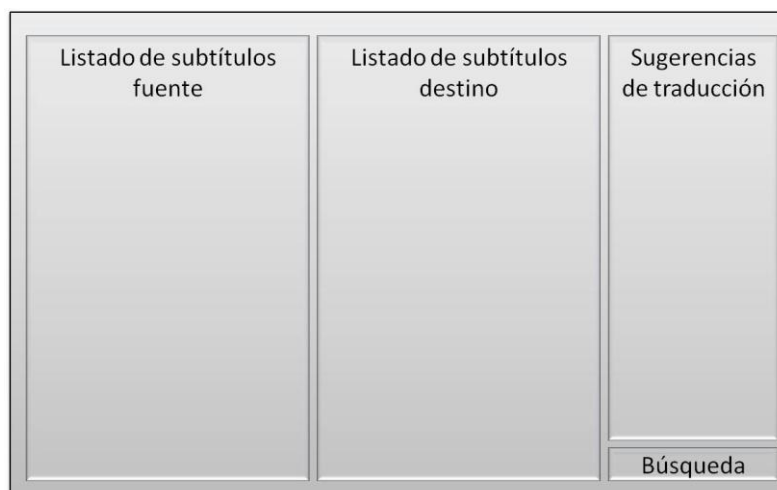 Listado de subtítulos
fuente
Listado de subtítulos
destino
Sugerencias
de traducción
Búsqueda